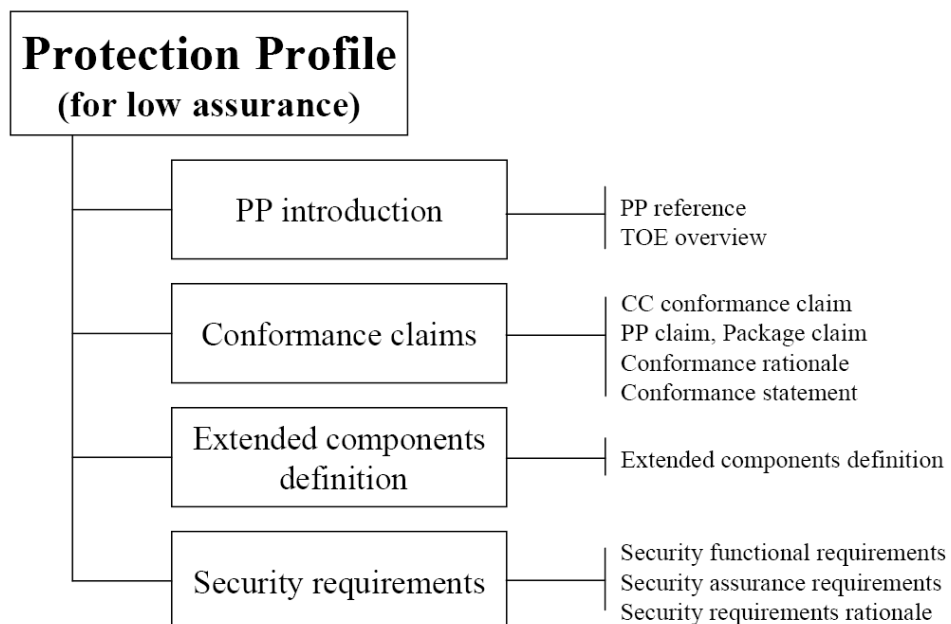 Protection Profile
(for low assurance)
PP introduction
PP reference
TOE overview
Conformance claims
CC conformance claim
PP claim, Package claim
Conformance rationale
Conformance statement
Extended components
definition
Extended components definition
Security requirements
Security functional requirements
Security assurance requirements
Security requirements rationale